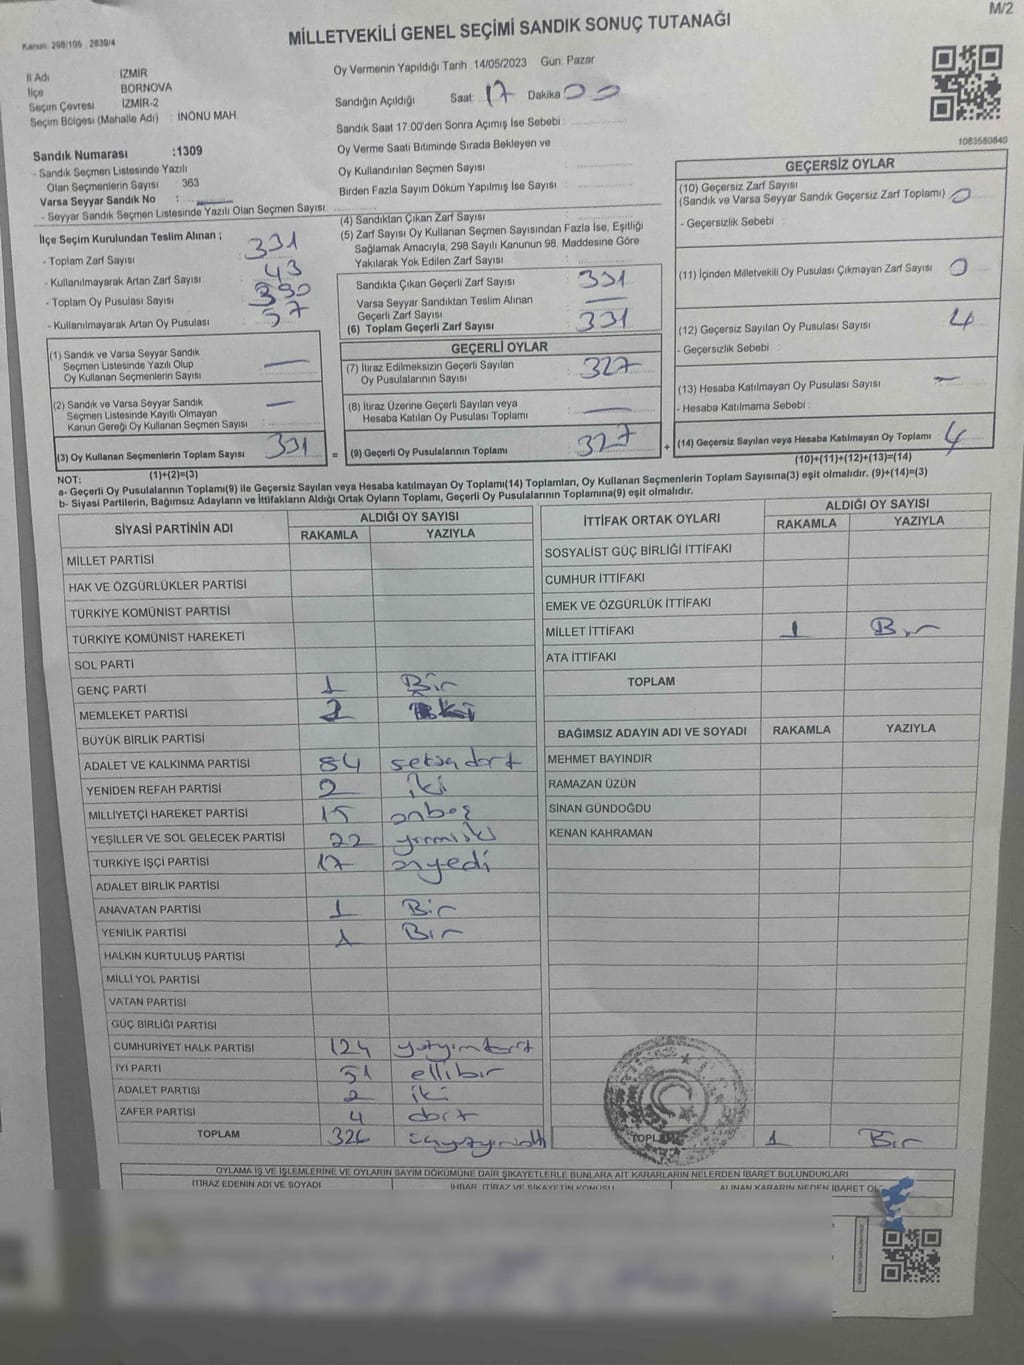 M/2
Kanun: 298/105 2839/4
MİLLETVEKİLİ GENEL SEÇİMİ SANDIK SONUÇ TUTANAĞI
İl Adı İZMİR
İlçe BORNOVA
Seçim Çevresi İZMİR-2
Seçim Bölgesi (Mahalle Adı) : İNÖNÜ MAH.
Oy Vermenin Yapıldığı Tarih :14/05/2023 Gün: Pazar
Sandığın Açıldığı Saat: 17 Dakika 00
Sandık Saat 17:00'den Sonra Açımış İse Sebebi :
Oy Verme Saati Bitiminde Sırada Bekleyen ve
Oy Kullandırılan Seçmen Sayısı :
Birden Fazla Sayım Döküm Yapılmış İse Sayısı :
1083580840
Sandık Numarası :1309
- Sandık Seçmen Listesinde Yazılı
Olan Seçmenlerin Sayısı : 363
Varsa Seyyar Sandık No :
- Seyyar Sandık Seçmen Listesinde Yazılı Olan Seçmen Sayısı:
İlçe Seçim Kurulundan Teslim Alınan ;
- Toplam Zarf Sayısı : 331
- Kullanılmayarak Artan Zarf Sayısı : 43
- Toplam Oy Pusulası Sayısı : 390
- Kullanılmayarak Artan Oy Pusulası : 57
(1) Sandık ve Varsa Seyyar Sandık
Seçmen Listesinde Yazılı Olup
Oy Kullanan Seçmenlerin Sayısı :
(2) Sandık ve Varsa Seyyar Sandık
Seçmen Listesinde Kayıtlı Olmayan
Kanun Gereği Oy Kullanan Seçmen Sayısı :
(3) Oy Kullanan Seçmenlerin Toplam Sayısı 331
(1)+(2)=(3)
(4) Sandıktan Çıkan Zarf Sayısı :
(5) Zarf Sayısı Oy Kullanan Seçmen Sayısından Fazla İse, Eşitliği
Sağlamak Amacıyla, 298 Sayılı Kanunun 98. Maddesine Göre
Yakılarak Yok Edilen Zarf Sayısı :
Sandıkta Çıkan Geçerli Zarf Sayısı : 331
Varsa Seyyar Sandıktan Teslim Alınan
Geçerli Zarf Sayısı :
(6) Toplam Geçerli Zarf Sayısı : 331
GEÇERLİ OYLAR
(7) İtiraz Edilmeksizin Geçerli Sayılan
Oy Pusulalarının Sayısı : 327
(8) İtiraz Üzerine Geçerli Sayılan veya
Hesaba Katılan Oy Pusulası Toplamı :
= (9) Geçerli Oy Pusulalarının Toplamı : 327 +
GEÇERSİZ OYLAR
(10) Geçersiz Zarf Sayısı
(Sandık ve Varsa Seyyar Sandık Geçersiz Zarf Toplamı) 0
- Geçersizlik Sebebi :
(11) İçinden Milletvekili Oy Pusulası Çıkmayan Zarf Sayısı : 0
(12) Geçersiz Sayılan Oy Pusulası Sayısı : 4
- Geçersizlik Sebebi :
(13) Hesaba Katılmayan Oy Pusulası Sayısı : -
- Hesaba Katılmama Sebebi :
(14) Geçersiz Sayılan veya Hesaba Katılmayan Oy Toplamı : 4
(10)+(11)+(12)+(13)=(14)
NOT:
a- Geçerli Oy Pusulalarının Toplamı(9) ile Geçersiz Sayılan veya Hesaba katılmayan Oy Toplamı(14) Toplamları, Oy Kullanan Seçmenlerin Toplam Sayısına(3) eşit olmalıdır. (9)+(14)=(3)
b- Siyasi Partilerin, Bağımsız Adayların ve İttifakların Aldığı Ortak Oyların Toplamı, Geçerli Oy Pusulalarının Toplamına(9) eşit olmalıdır.
SİYASİ PARTİNİN ADI ALDIĞI OY SAYISI
RAKAMLA YAZIYLA
MİLLET PARTİSİ
HAK VE ÖZGÜRLÜKLER PARTİSİ
TÜRKİYE KOMÜNİST PARTİSİ
TÜRKİYE KOMÜNİST HAREKETİ
SOL PARTİ
GENÇ PARTİ 1 Bir
MEMLEKET PARTİSİ 2 iki
BÜYÜK BİRLİK PARTİSİ
ADALET VE KALKINMA PARTİSİ 84 seksendört
YENİDEN REFAH PARTİSİ 2 iki
MİLLİYETÇİ HAREKET PARTİSİ 15 onbeş
YEŞİLLER VE SOL GELECEK PARTİSİ 22 yirmiiki
TÜRKİYE İŞÇİ PARTİSİ 17 onyedi
ADALET BİRLİK PARTİSİ
ANAVATAN PARTİSİ 1 Bir
YENİLİK PARTİSİ 1 Bir
HALKIN KURTULUŞ PARTİSİ
MİLLİ YOL PARTİSİ
VATAN PARTİSİ
GÜÇ BİRLİĞİ PARTİSİ
CUMHURİYET HALK PARTİSİ 124 yüzyirmidört
İYİ PARTİ 51 ellibir
ADALET PARTİSİ 2 iki
ZAFER PARTİSİ 4 dört
TOPLAM 326 üçyüzyirmialtı
İTTİFAK ORTAK OYLARI ALDIĞI OY SAYISI
RAKAMLA YAZIYLA
SOSYALİST GÜÇ BİRLİĞİ İTTİFAKI
CUMHUR İTTİFAKI
EMEK VE ÖZGÜRLÜK İTTİFAKI
MİLLET İTTİFAKI 1 Bir
ATA İTTİFAKI
TOPLAM
BAĞIMSIZ ADAYIN ADI VE SOYADI RAKAMLA YAZIYLA
MEHMET BAYINDIR
RAMAZAN ÜZÜN
SİNAN GÜNDOĞDU
KENAN KAHRAMAN
TOPLAM 1 Bir
OYLAMA İŞ VE İŞLEMLERİNE VE OYLARIN SAYIM DÖKÜMÜNE DAİR ŞİKAYETLERLE BUNLARA AİT KARARLARIN NELERDEN İBARET BULUNDUKLARI
İTİRAZ EDENİN ADI VE SOYADI İHBAR, İTİRAZ VE ŞİKAYETİN KONUSU ALINAN KARARIN NEDEN İBARET